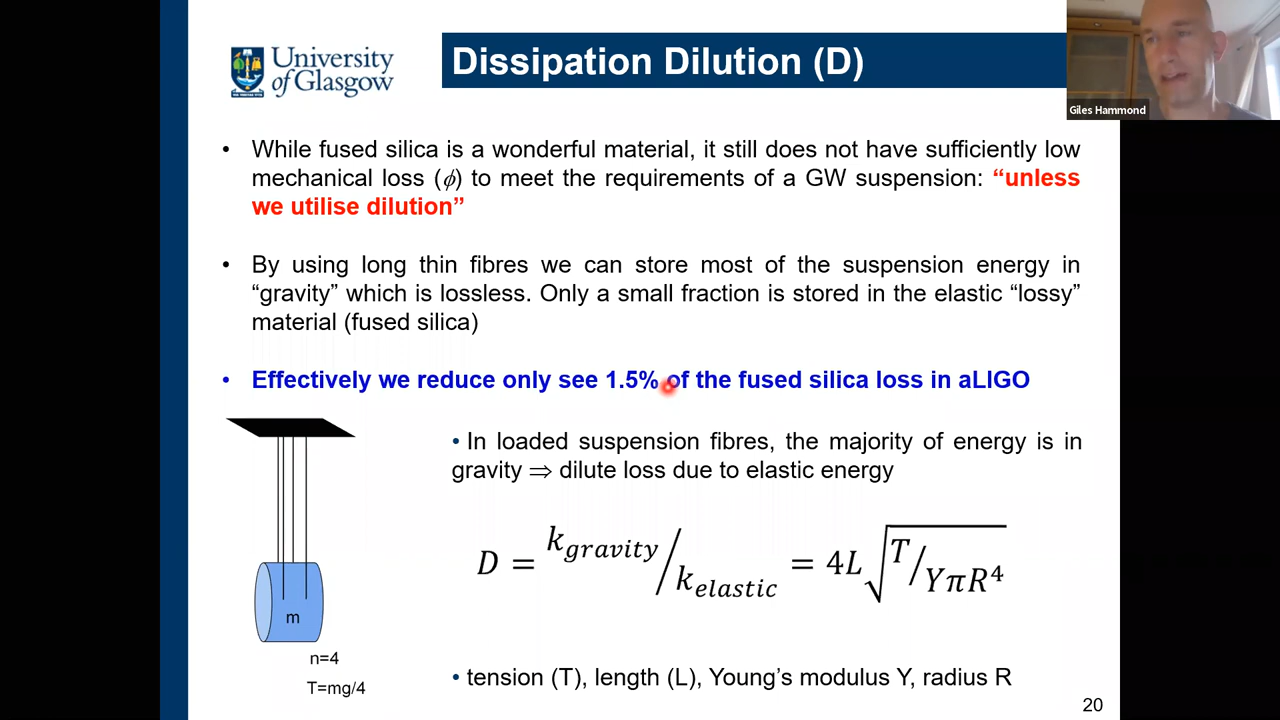 University
of Glasgow
Dissipation Dilution (D)
Giles Hammond
• While fused silica is a wonderful material, it still does not have sufficiently low
mechanical loss (ϕ) to meet the requirements of a GW suspension: “unless
we utilise dilution”
• By using long thin fibres we can store most of the suspension energy in
“gravity” which is lossless. Only a small fraction is stored in the elastic “lossy”
material (fused silica)
• Effectively we reduce only see 1.5% of the fused silica loss in aLIGO
• In loaded suspension fibres, the majority of energy is in
gravity ⇒ dilute loss due to elastic energy
D = k_gravity / k_elastic = 4L √(T / YπR⁴)
m
n=4
T=mg/4
• tension (T), length (L), Young’s modulus Y, radius R
20